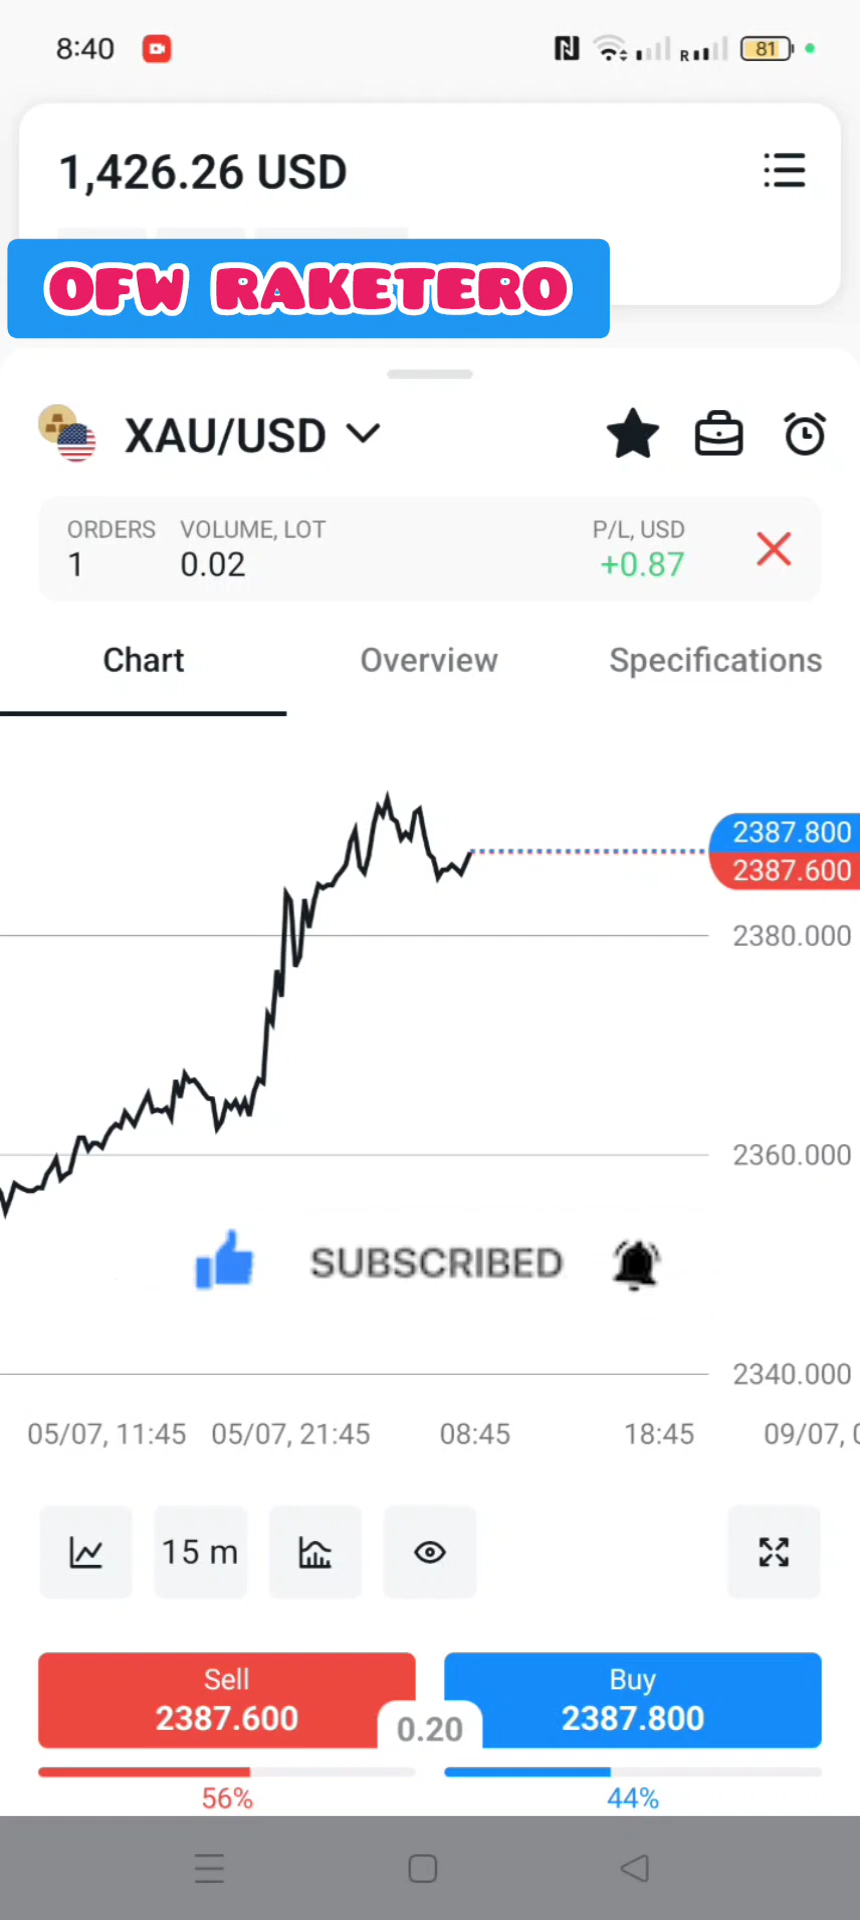 8:40
R
81
1,426.26 USD
OFW RAKETERO
XAU/USD
ORDERS VOLUME, LOT P/L, USD
1 0.02 +0.87
Chart Overview Specifications
2387.800
2387.600
2380.000
2360.000
SUBSCRIBED
2340.000
05/07, 11:45 05/07, 21:45 08:45 18:45 09/07,
15 m
Sell Buy
2387.600 0.20 2387.800
56% 44%